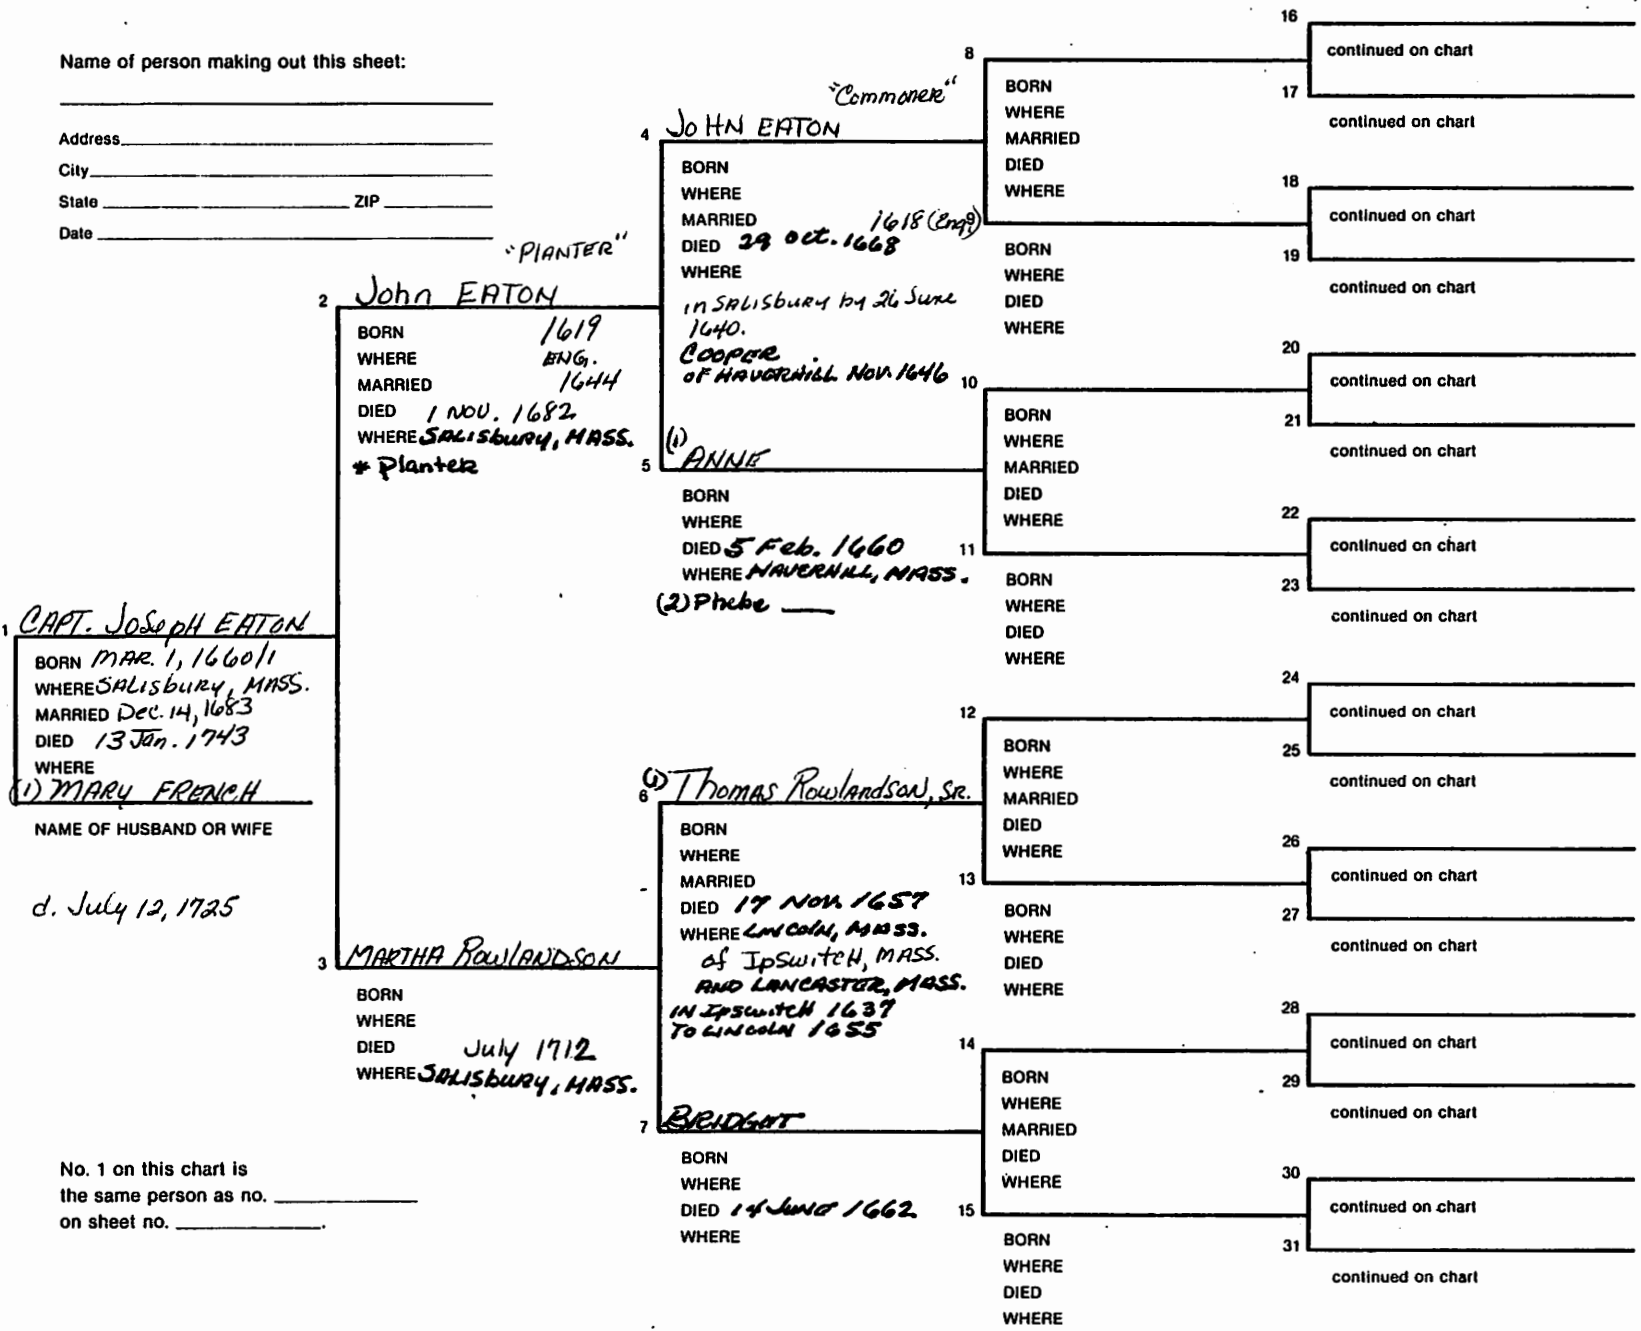 Name of person making out this sheet:
Address
City
State ZIP
Date
1 CAPT. JOSEPH EATON
BORN MAR. 1, 1660/1
WHERE SALISBURY, MASS.
MARRIED Dec. 14, 1683
DIED 13 Jan. 1743
WHERE
(1) MARY FRENCH
NAME OF HUSBAND OR WIFE
d. July 12, 1725
No. 1 on this chart is
the same person as no.
on sheet no. .
"PLANTER"
2 John EATON
BORN 1619
WHERE ENG.
MARRIED 1644
DIED 1 NOV. 1682
WHERE SALISBURY, MASS.
* Planter
3 MARTHA ROWLANDSON
BORN
WHERE
DIED July 1712
WHERE SALISBURY, MASS.
"Commoner"
4 JOHN EATON
BORN
WHERE
MARRIED 1618 (Eng.)
DIED 29 Oct. 1668
WHERE
in SALISBURY by 26 June
1640.
COOPER
OF HAVERHILL NOV. 1646
(1)
5 ANNE
BORN
WHERE
DIED 5 Feb. 1660
WHERE HAVERHILL, MASS.
(2) Phebe
(1)
6 Thomas Rowlandson, SR.
BORN
WHERE
MARRIED
DIED 17 Nov. 1657
WHERE LINCOLN, MASS.
of IPSWITCH, MASS.
AND LANCASTER, MASS.
IN IPSWITCH 1637
TO LINCOLN 1655
7 BRIDGAT
BORN
WHERE
DIED 14 JUNE 1662
WHERE
8
BORN
WHERE
MARRIED
DIED
WHERE
BORN
WHERE
DIED
WHERE
10
BORN
WHERE
MARRIED
DIED
WHERE
11
BORN
WHERE
DIED
WHERE
12
BORN
WHERE
MARRIED
DIED
WHERE
13
BORN
WHERE
DIED
WHERE
14
BORN
WHERE
MARRIED
DIED
WHERE
15
BORN
WHERE
DIED
WHERE
16
continued on chart
17
continued on chart
18
continued on chart
19
continued on chart
20
continued on chart
21
continued on chart
22
continued on chart
23
continued on chart
24
continued on chart
25
continued on chart
26
continued on chart
27
continued on chart
28
continued on chart
29
continued on chart
30
continued on chart
31
continued on chart